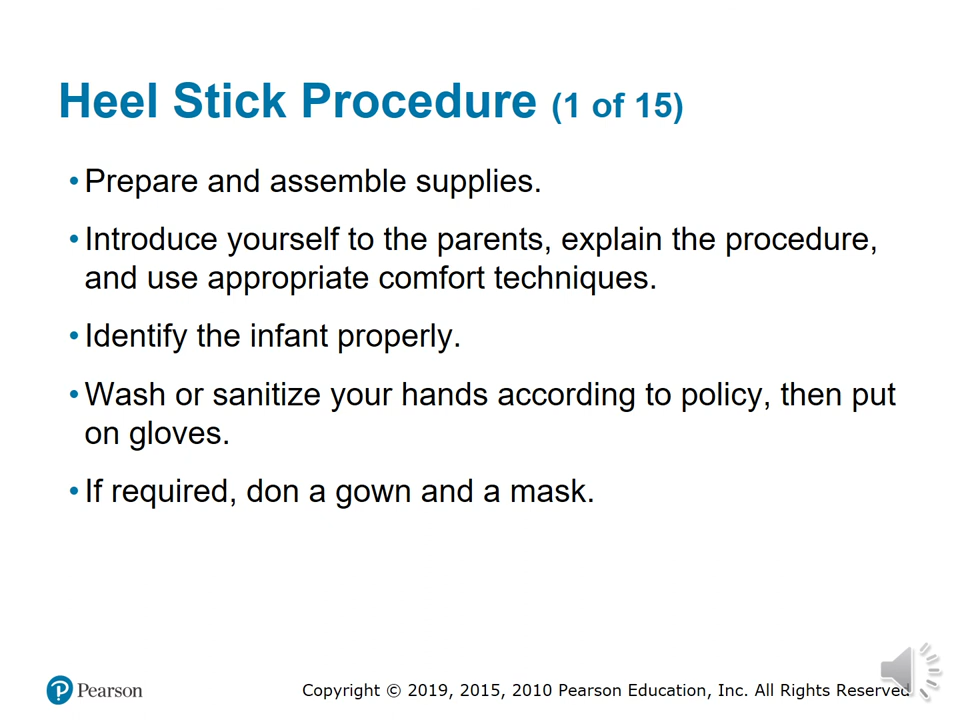 Heel Stick Procedure (1 of 15)
• Prepare and assemble supplies.
• Introduce yourself to the parents, explain the procedure,
and use appropriate comfort techniques.
• Identify the infant properly.
• Wash or sanitize your hands according to policy, then put
on gloves.
• If required, don a gown and a mask.
Pearson
Copyright © 2019, 2015, 2010 Pearson Education, Inc. All Rights Reserved